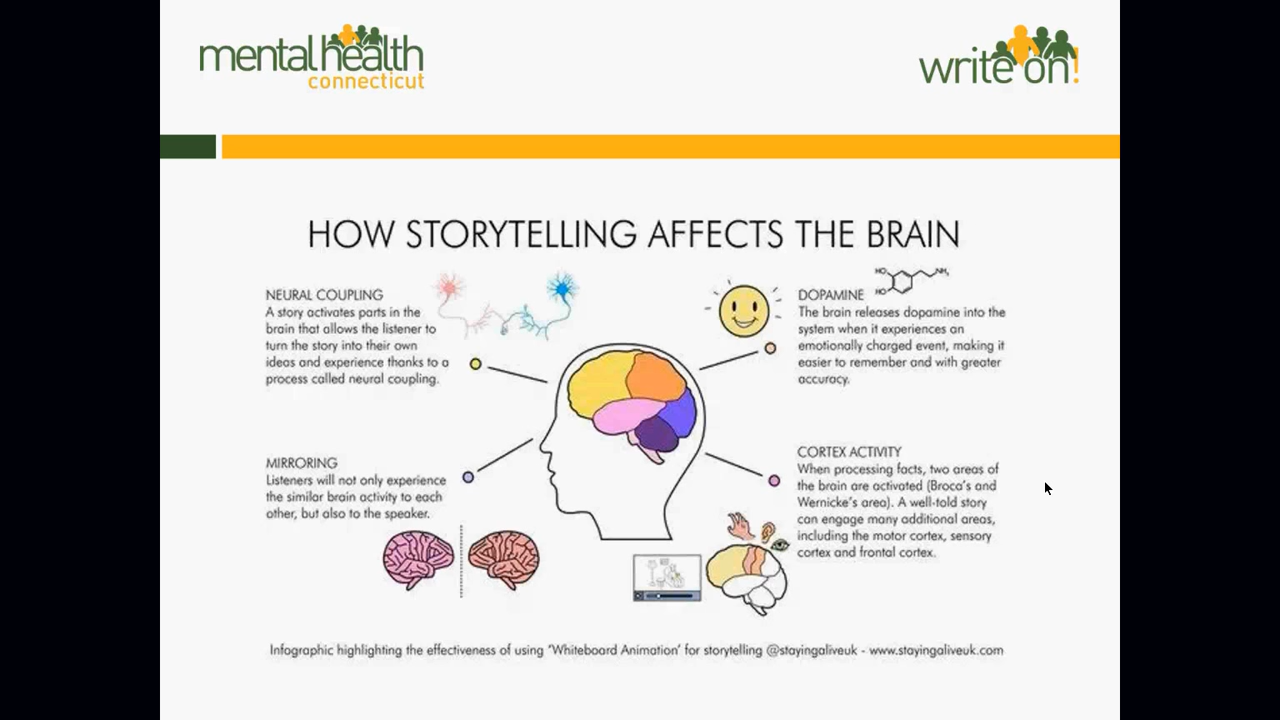 mentalhealth
connecticut
write on!
HOW STORYTELLING AFFECTS THE BRAIN
NEURAL COUPLING
A story activates parts in the
brain that allows the listener to
turn the story into their own
ideas and experience thanks to a
process called neural coupling.
HO
HO
NH₂
DOPAMINE
The brain releases dopamine into the
system when it experiences an
emotionally charged event, making it
easier to remember and with greater
accuracy.
MIRRORING
Listeners will not only experience
the similar brain activity to each
other, but also to the speaker.
CORTEX ACTIVITY
When processing facts, two areas of
the brain are activated (Broca's and
Wernicke's area). A well-told story
can engage many additional areas,
including the motor cortex, sensory
cortex and frontal cortex.
Infographic highlighting the effectiveness of using 'Whiteboard Animation' for storytelling @stayingaliveuk - www.stayingaliveuk.com